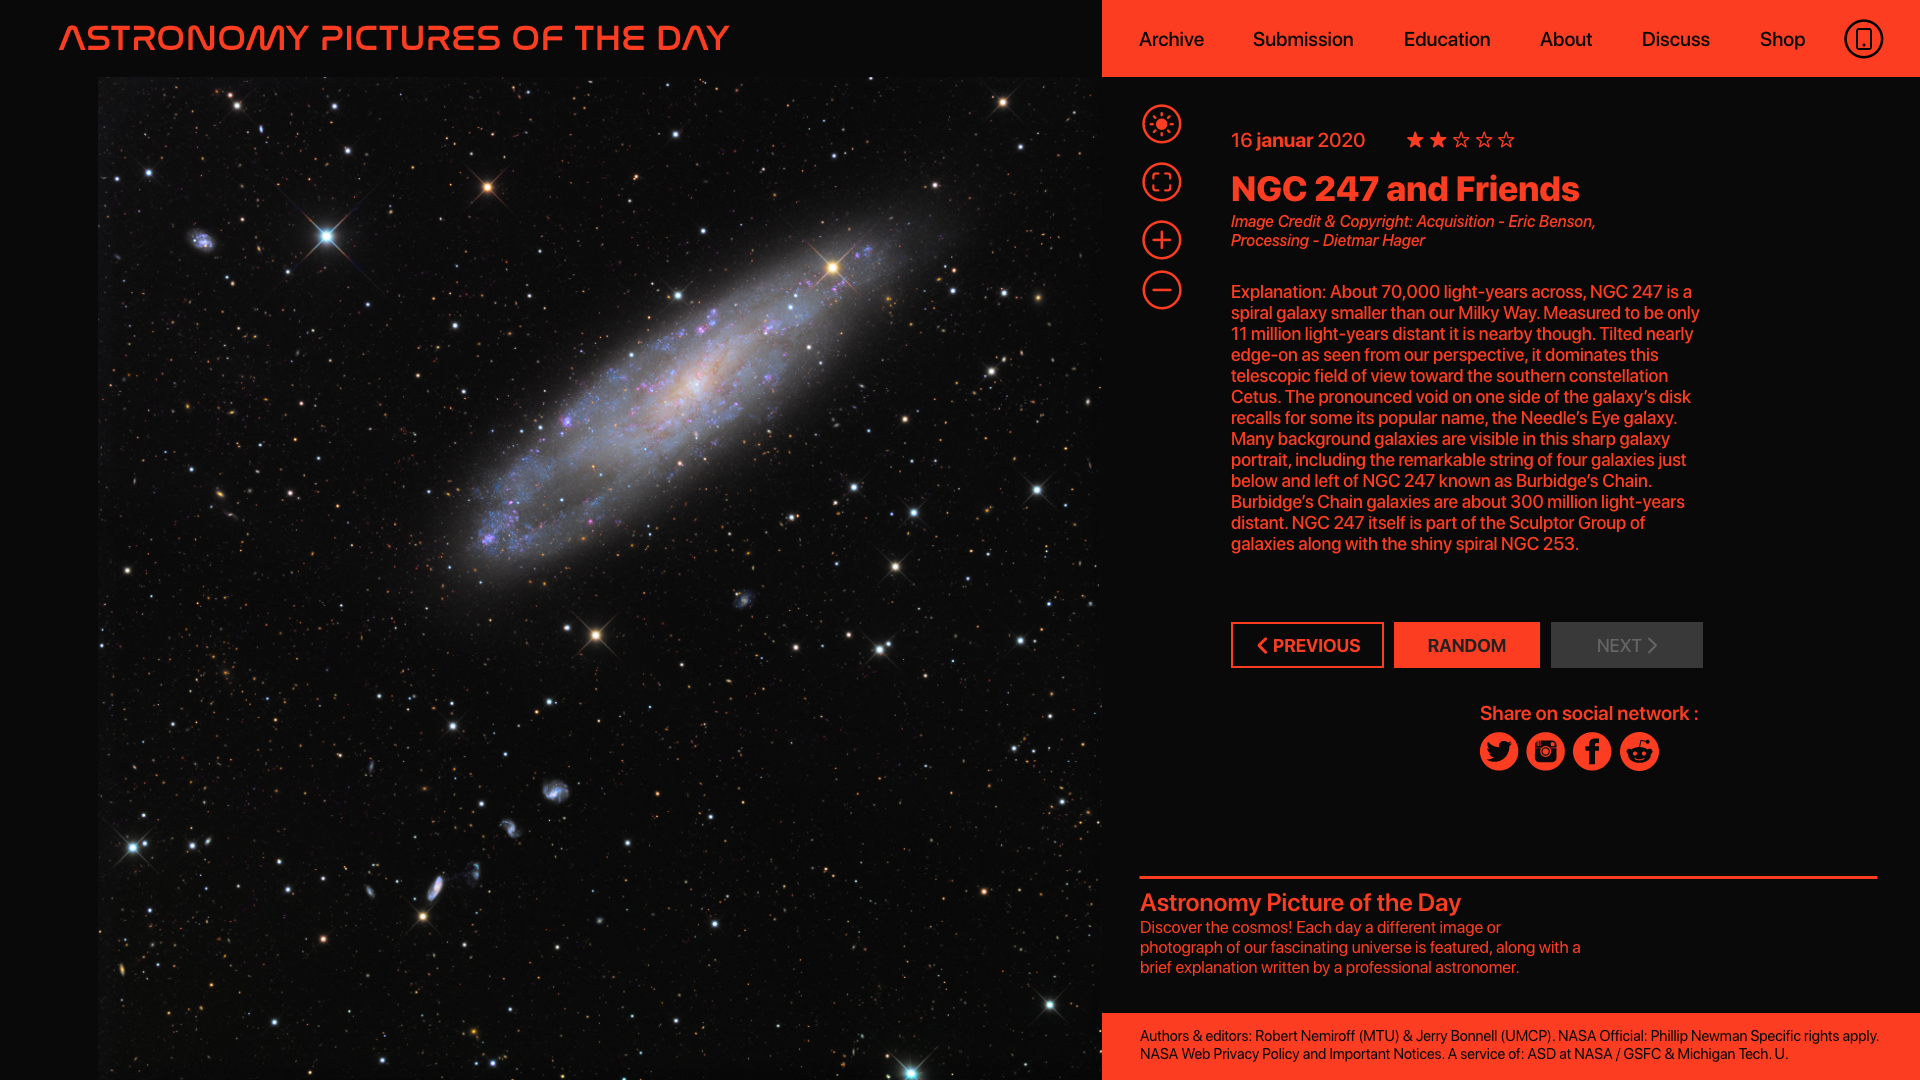 ASTRONOMY PICTURES OF THE DAY
Archive Submission Education About Discuss Shop
16 januar 2020
NGC 247 and Friends
Image Credit & Copyright: Acquisition - Eric Benson,
Processing - Dietmar Hager
Explanation: About 70,000 light-years across, NGC 247 is a
spiral galaxy smaller than our Milky Way. Measured to be only
11 million light-years distant it is nearby though. Tilted nearly
edge-on as seen from our perspective, it dominates this
telescopic field of view toward the southern constellation
Cetus. The pronounced void on one side of the galaxy’s disk
recalls for some its popular name, the Needle’s Eye galaxy.
Many background galaxies are visible in this sharp galaxy
portrait, including the remarkable string of four galaxies just
below and left of NGC 247 known as Burbidge’s Chain.
Burbidge’s Chain galaxies are about 300 million light-years
distant. NGC 247 itself is part of the Sculptor Group of
galaxies along with the shiny spiral NGC 253.
PREVIOUS RANDOM NEXT
Share on social network :
Astronomy Picture of the Day
Discover the cosmos! Each day a different image or
photograph of our fascinating universe is featured, along with a
brief explanation written by a professional astronomer.
Authors & editors: Robert Nemiroff (MTU) & Jerry Bonnell (UMCP). NASA Official: Phillip Newman Specific rights apply.
NASA Web Privacy Policy and Important Notices. A service of: ASD at NASA / GSFC & Michigan Tech. U.